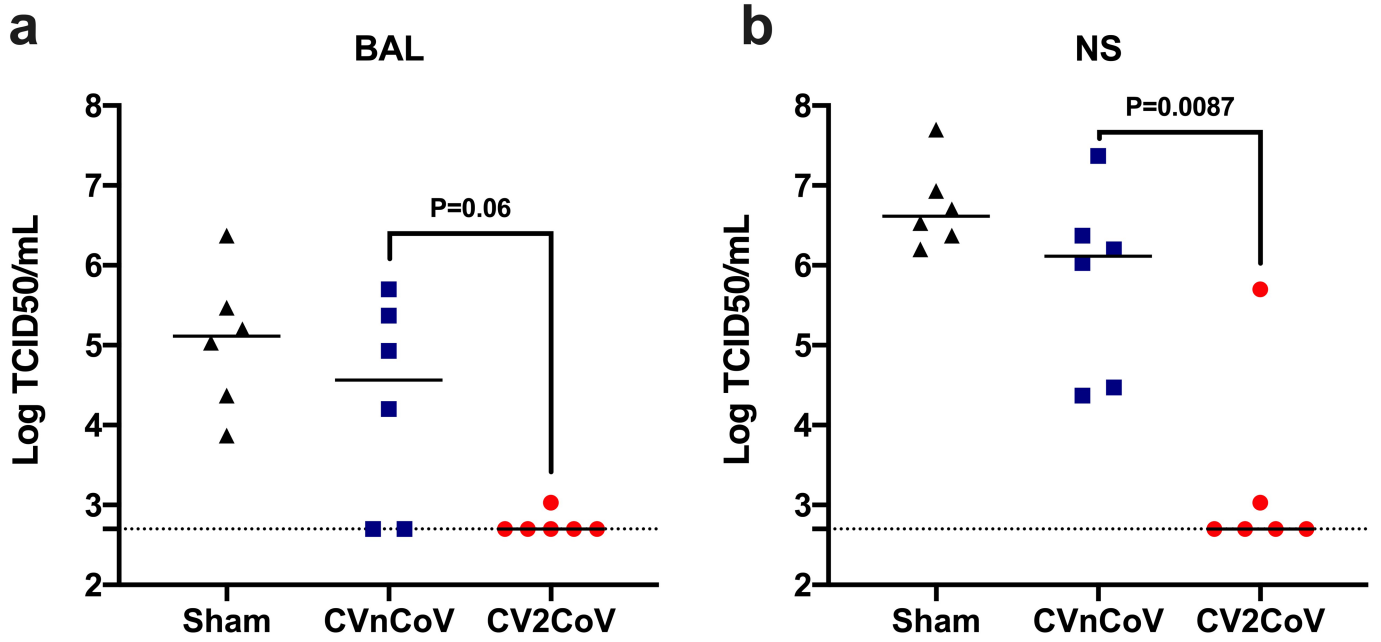 a
BAL
Log TCID50/mL
8
7
6
5
4
3
2
P=0.06
Sham CVnCoV CV2CoV
b
NS
Log TCID50/mL
8
7
6
5
4
3
2
P=0.0087
Sham CVnCoV CV2CoV